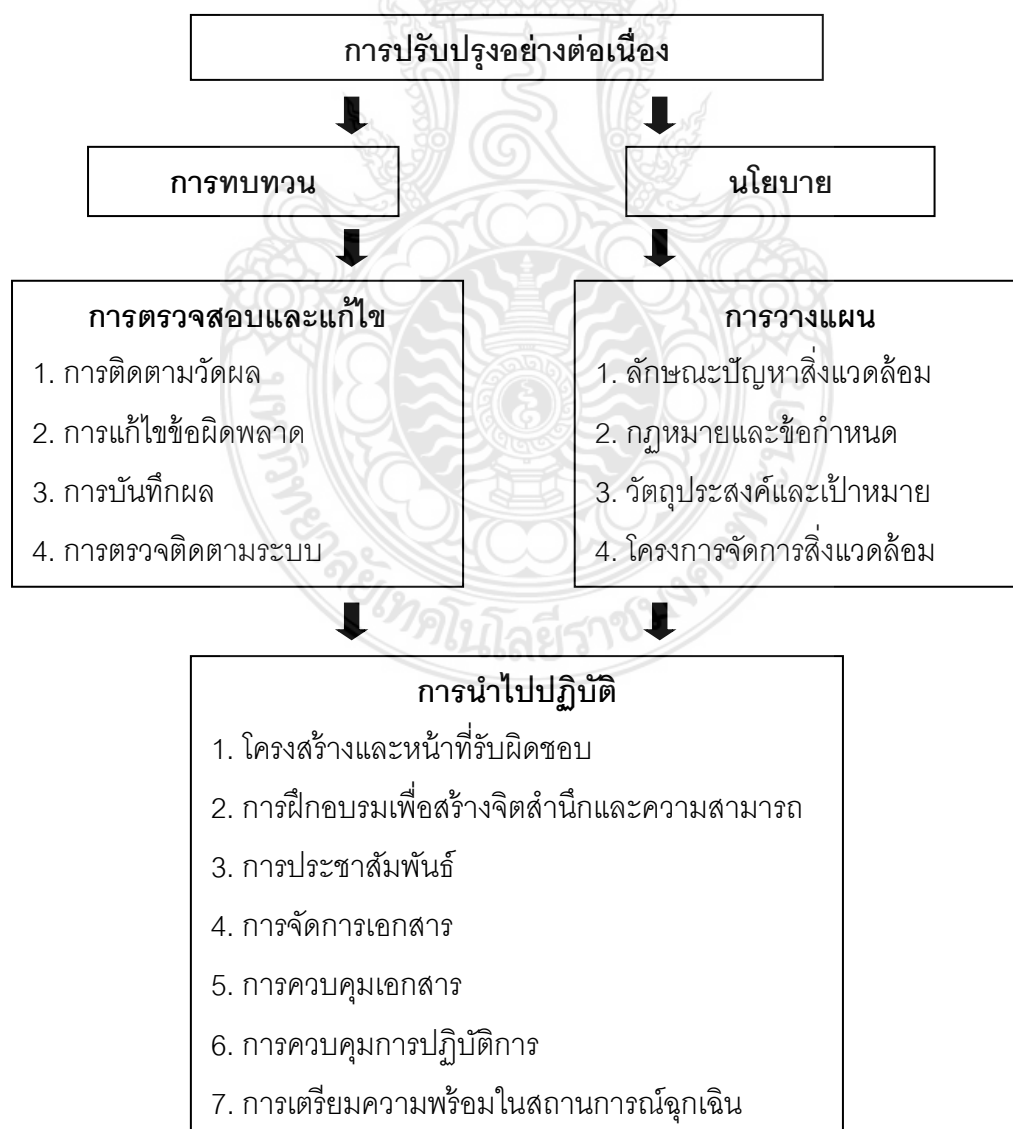 การปรับปรุงอย่างต่อเนื่อง
การทบทวน
นโยบาย
การตรวจสอบและแก้ไข
1. การติดตามวัดผล
2. การแก้ไขข้อผิดพลาด
3. การบันทึกผล
4. การตรวจติดตามระบบ
การวางแผน
1. ลักษณะปัญหาสิ่งแวดล้อม
2. กฎหมายและข้อกำหนด
3. วัตถุประสงค์และเป้าหมาย
4. โครงการจัดการสิ่งแวดล้อม
การนำไปปฏิบัติ
1. โครงสร้างและหน้าที่รับผิดชอบ
2. การฝึกอบรมเพื่อสร้างจิตสำนึกและความสามารถ
3. การประชาสัมพันธ์
4. การจัดการเอกสาร
5. การควบคุมเอกสาร
6. การควบคุมการปฏิบัติการ
7. การเตรียมความพร้อมในสถานการณ์ฉุกเฉิน